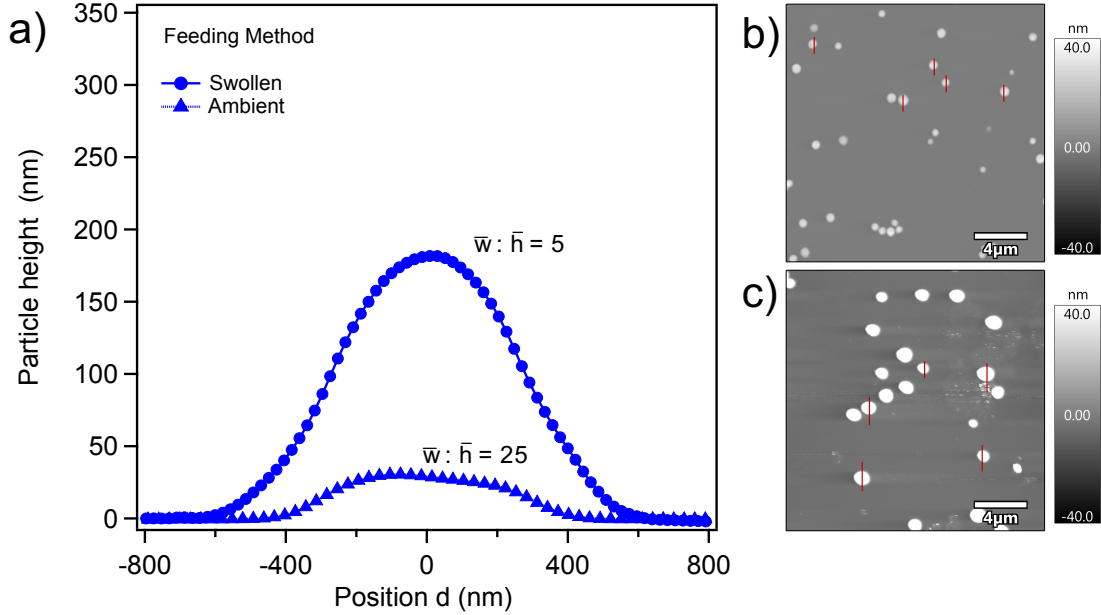 a)
Feeding Method
Swollen
Ambient
350
300
250
200
150
100
50
0
Particle height (nm)
w̅ : h̅ = 5
w̅ : h̅ = 25
-800
-400
0
400
800
Position d (nm)
b)
4µm
nm
40.0
0.00
-40.0
c)
4µm
nm
40.0
0.00
-40.0